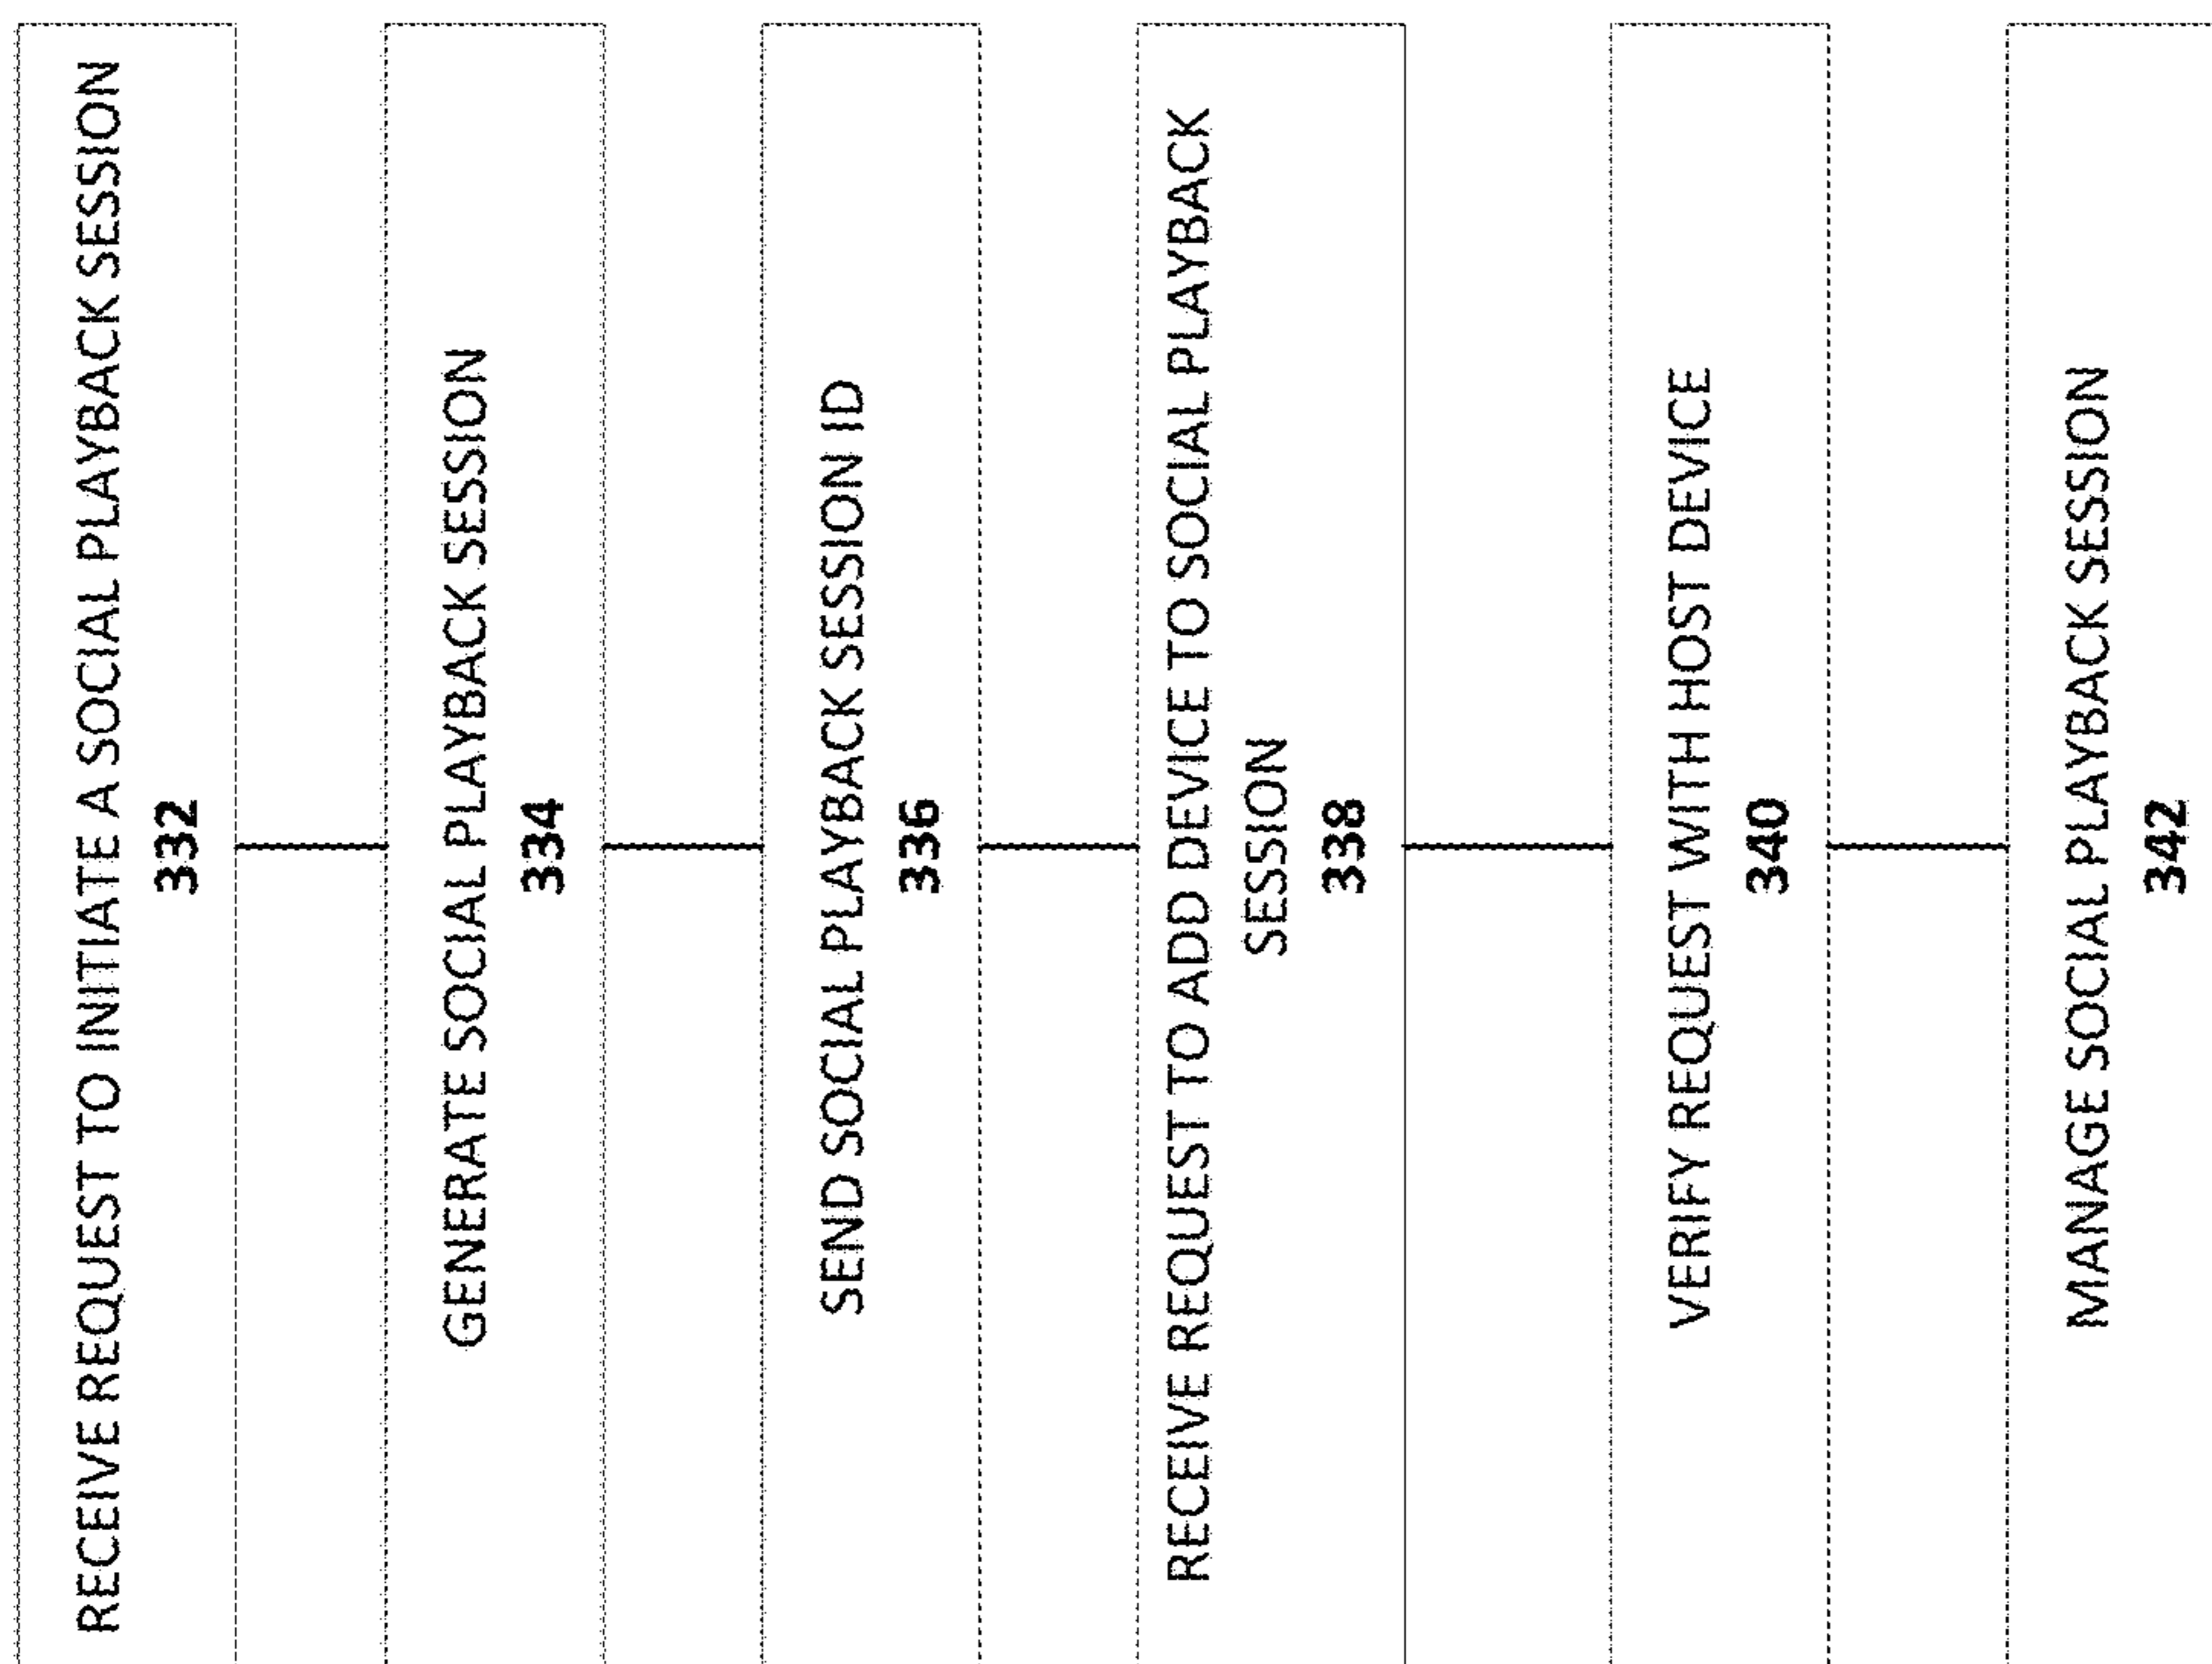 RECEIVE REQUEST TO INITIATE A SOCIAL PLAYBACK SESSION
332
GENERATE SOCIAL PLAYBACK SESSION
334
SEND SOCIAL PLAYBACK SESSION ID
336
RECEIVE REQUEST TO ADD DEVICE TO SOCIAL PLAYBACK
SESSION
338
VERIFY REQUEST WITH HOST DEVICE
340
MANAGE SOCIAL PLAYBACK SESSION
342